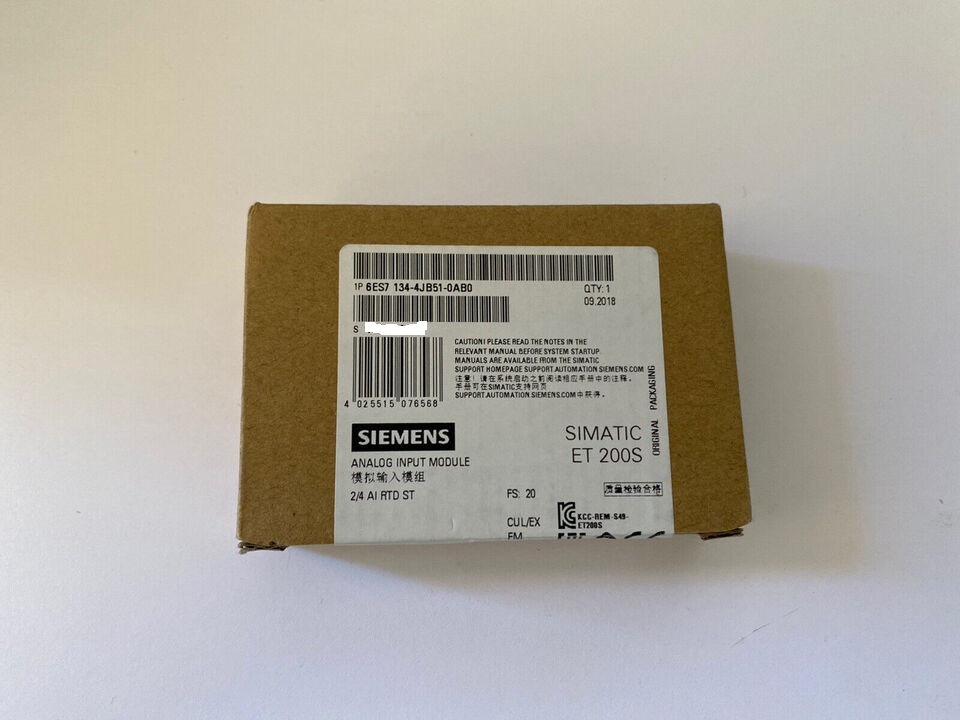 1P 6ES7 134-4JB51-0AB0
QTY: 1
09.2018
S
CAUTION! PLEASE READ THE NOTES IN THE
RELEVANT MANUAL BEFORE SYSTEM STARTUP.
MANUALS ARE AVAILABLE FROM THE SIMATIC
SUPPORT HOMEPAGE SUPPORT.AUTOMATION.SIEMENS.COM
注意！请在系统启动之前阅读相应手册中的注释。
手册可在SIMATIC支持网页
SUPPORT.AUTOMATION.SIEMENS.COM中获得。
4 025515 076568
ORIGINAL PACKAGING
SIEMENS
SIMATIC
ET 200S
ANALOG INPUT MODULE
模拟输入模组
2/4 AI RTD ST
FS: 20
质量检验合格
CUL/EX
FM
KCC-REM-S49-
ET200S